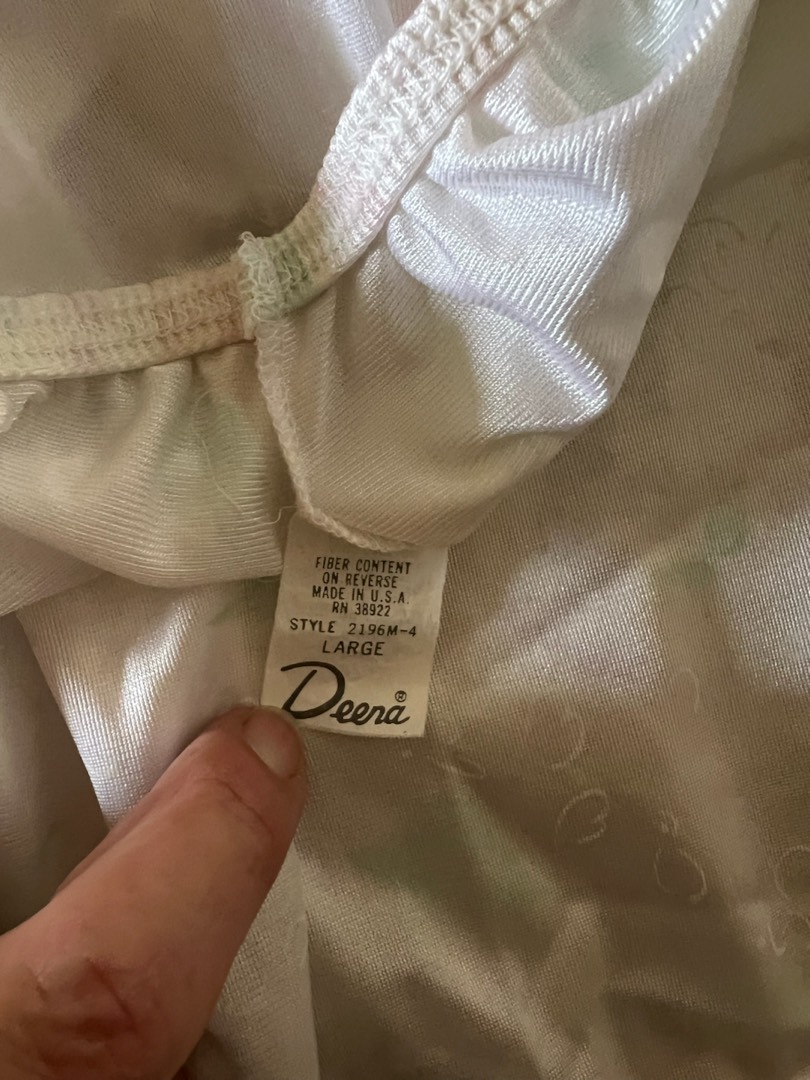 FIBER CONTENT
ON REVERSE
MADE IN U.S.A.
RN 38922
STYLE 2196M-4
LARGE
Deena®